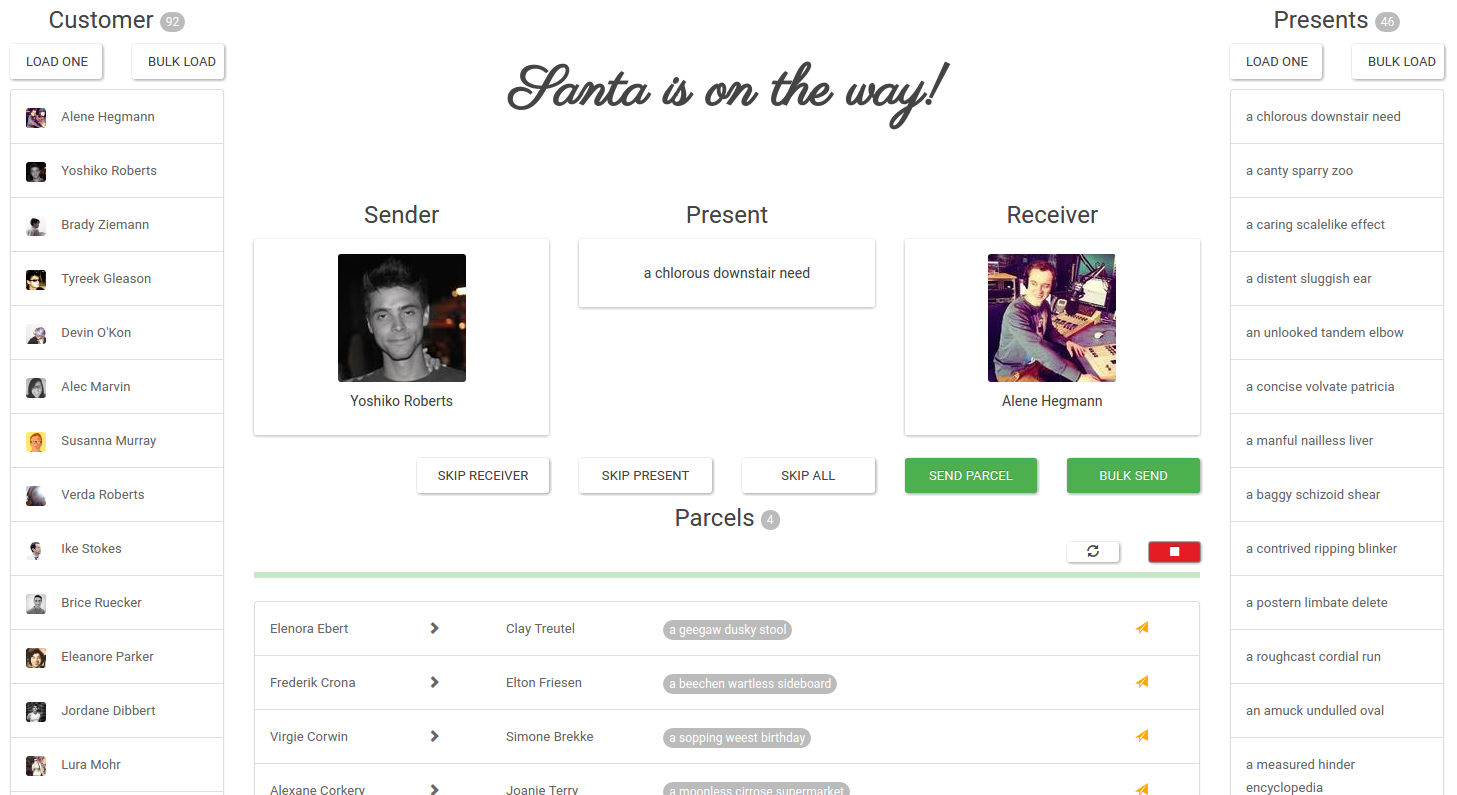 Customer 92
LOAD ONE
BULK LOAD
Alene Hegmann
Yoshiko Roberts
Brady Ziemann
Tyreek Gleason
Devin O'Kon
Alec Marvin
Susanna Murray
Verda Roberts
Ike Stokes
Brice Ruecker
Eleanore Parker
Jordane Dibbert
Lura Mohr
Santa is on the way!
Sender
Yoshiko Roberts
Present
a chlorous downstair need
Receiver
Alene Hegmann
SKIP RECEIVER
SKIP PRESENT
SKIP ALL
SEND PARCEL
BULK SEND
Parcels 4
Elenora Ebert
Clay Treutel
a geegaw dusky stool
Frederik Crona
Elton Friesen
a beechen wartless sideboard
Virgie Corwin
Simone Brekke
a sopping weest birthday
Alexane Corkery
Joanie Terry
a moonless cirrose supermarket
Presents 46
LOAD ONE
BULK LOAD
a chlorous downstair need
a canty sparry zoo
a caring scalelike effect
a distent sluggish ear
an unlooked tandem elbow
a concise volvate patricia
a manful nailless liver
a baggy schizoid shear
a contrived ripping blinker
a postern limbate delete
a roughcast cordial run
an amuck undulled oval
a measured hinder
encyclopedia